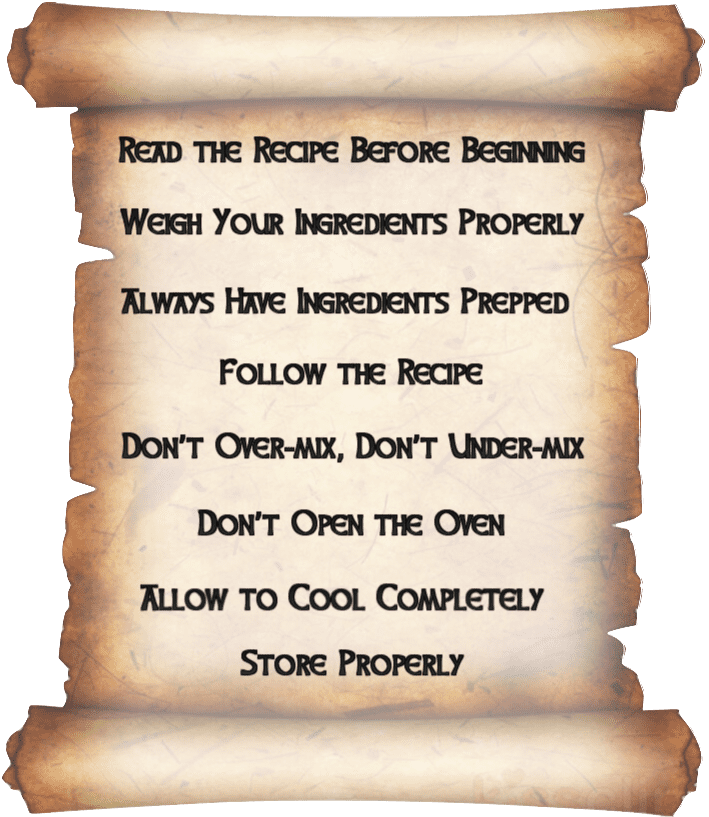 Read the Recipe Before Beginning
Weigh Your Ingredients Properly
Always Have Ingredients Prepped
Follow the Recipe
Don't Over-mix, Don't Under-mix
Don't Open the Oven
Allow to Cool Completely
Store Properly